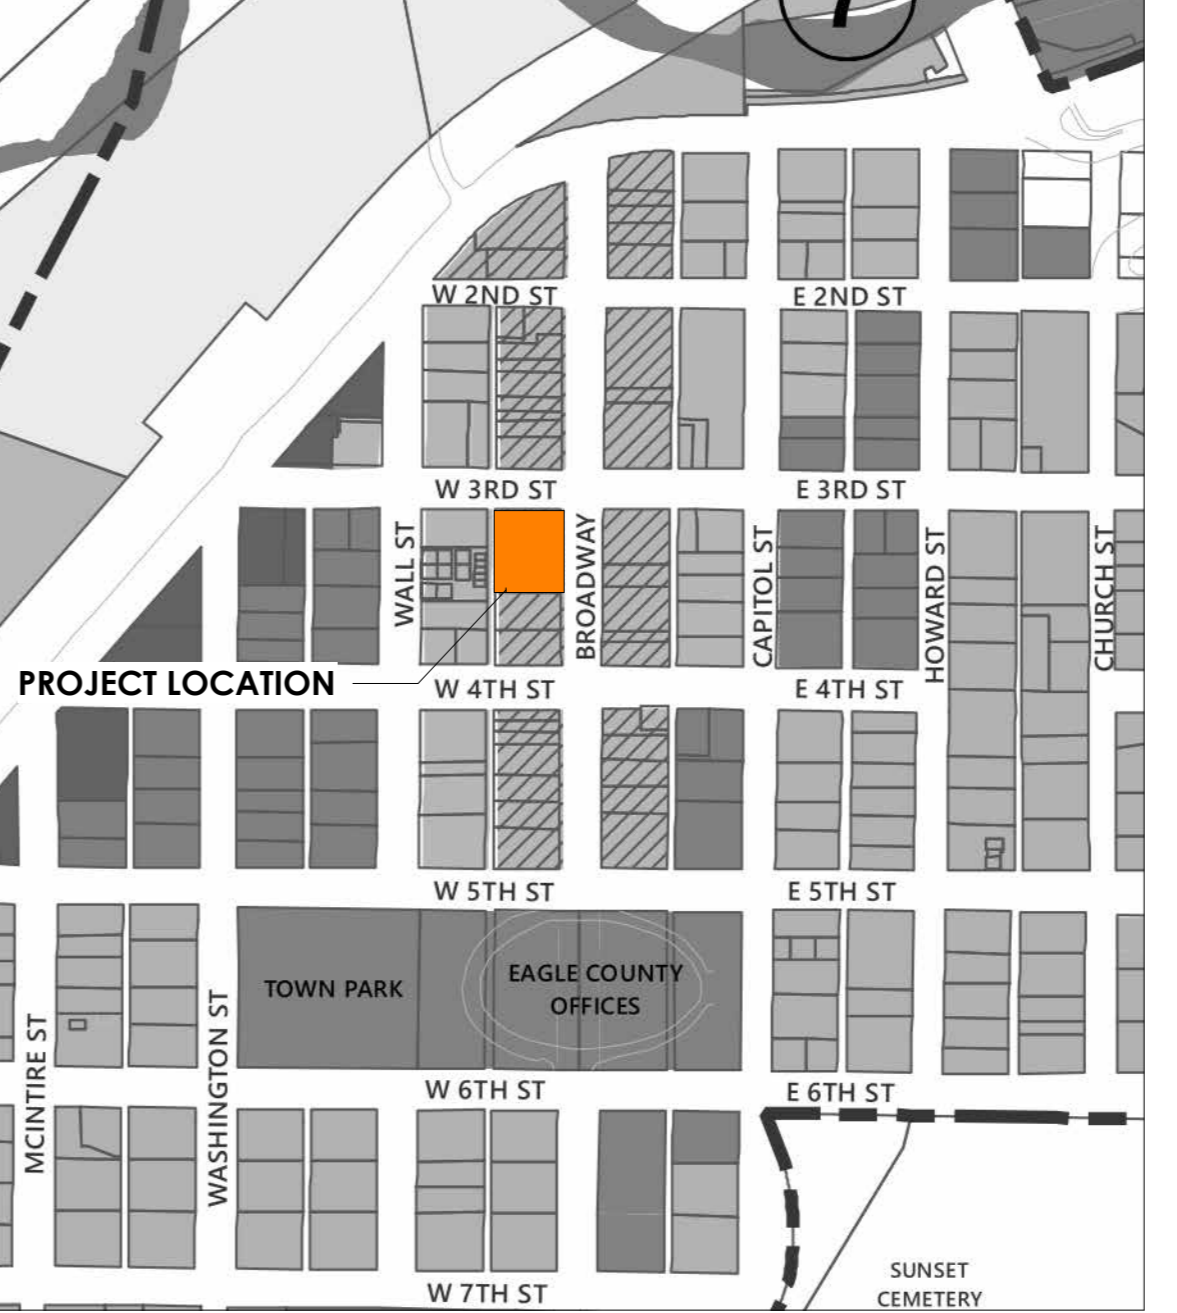 7
W 2ND ST
E 2ND ST
W 3RD ST
E 3RD ST
WALL ST
BROADWAY
CAPITOL ST
HOWARD ST
CHURCH ST
PROJECT LOCATION
W 4TH ST
E 4TH ST
W 5TH ST
E 5TH ST
TOWN PARK
EAGLE COUNTY
OFFICES
MCINTIRE ST
WASHINGTON ST
W 6TH ST
E 6TH ST
SUNSET
CEMETERY
W 7TH ST